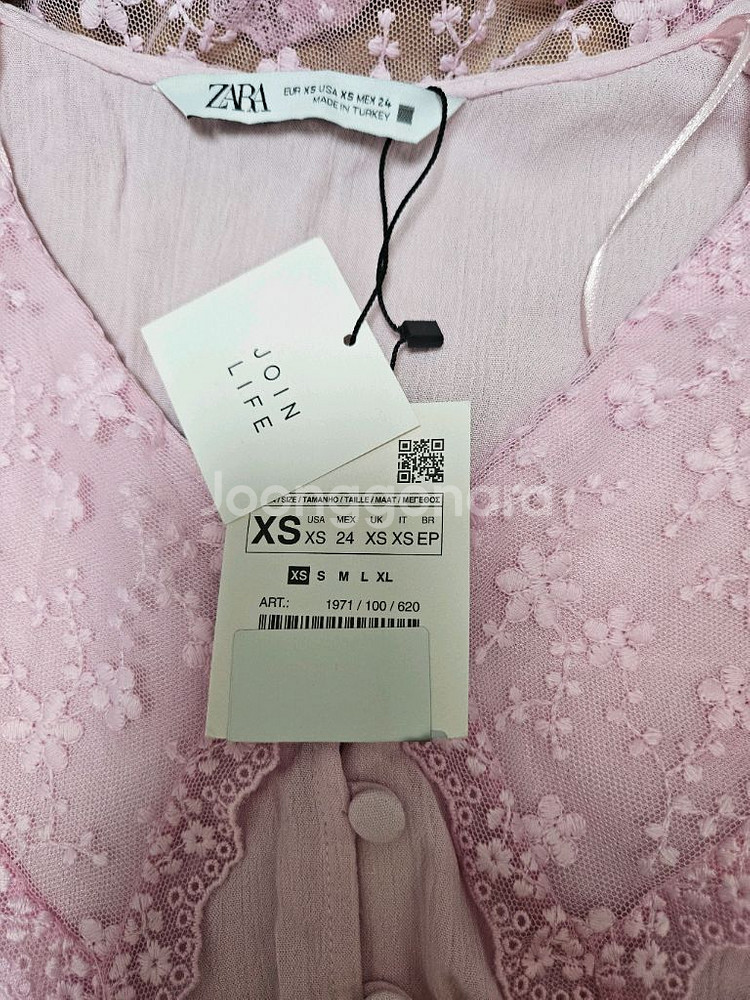 ZARA
EUR XS USA XS MEX 24
MADE IN TURKEY
JOIN
LIFE
Joonggonara
/ SIZE / TAMANHO / TAILLE / MAAT / ΜΕΓΕΘΟΣ
XS
USA MEX UK IT BR
XS 24 XS XS EP
XS S M L XL
ART.: 1971 / 100 / 620